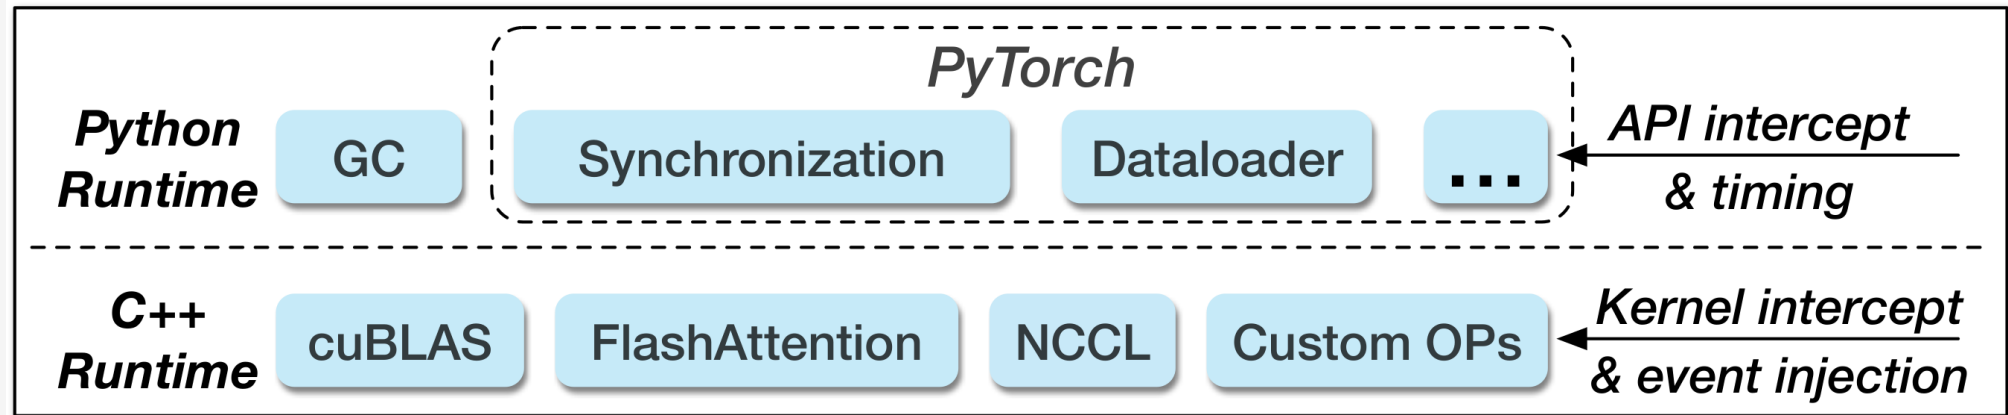 PyTorch
Python
Runtime
GC
Synchronization
Dataloader
...
API intercept
& timing
C++
Runtime
cuBLAS
FlashAttention
NCCL
Custom OPs
Kernel intercept
& event injection